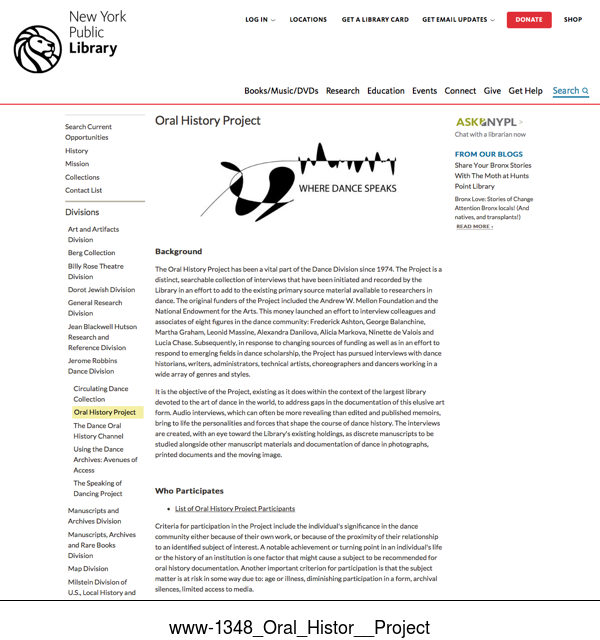 New York
Public
Library
LOG IN
LOCATIONS
GET A LIBRARY CARD
GET EMAIL UPDATES
DONATE
SHOP
Books/Music/DVDs
Research
Education
Events
Connect
Give
Get Help
Search
Search Current
Opportunities
History
Mission
Collections
Contact List
Divisions
Art and Artifacts
Division
Berg Collection
Billy Rose Theatre
Division
Dorot Jewish Division
General Research
Division
Jean Blackwell Hutson
Research and
Reference Division
Jerome Robbins
Dance Division
Circulating Dance
Collection
Oral History Project
The Dance Oral
History Channel
Using the Dance
Archives: Avenues of
Access
The Speaking of
Dancing Project
Manuscripts and
Archives Division
Manuscripts, Archives
and Rare Books
Division
Map Division
Milstein Division of
U.S., Local History and
Oral History Project
WHERE DANCE SPEAKS
Background
The Oral History Project has been a vital part of the Dance Division since 1974. The Project is a
distinct, searchable collection of interviews that have been initiated and recorded by the
Library in an effort to add to the existing primary source material available to researchers in
dance. The original funders of the Project included the Andrew W. Mellon Foundation and the
National Endowment for the Arts. This money launched an effort to interview colleagues and
associates of eight figures in the dance community: Frederick Ashton, George Balanchine,
Martha Graham, Leonid Massine, Alexandra Danilova, Alicia Markova, Ninette de Valois and
Lucia Chase. Subsequently, in response to changing sources of funding as well as in an effort to
respond to emerging fields in dance scholarship, the Project has pursued interviews with dance
historians, writers, administrators, technical artists, choreographers and dancers working in a
wide array of genres and styles.
It is the objective of the Project, existing as it does within the context of the largest library
devoted to the art of dance in the world, to address gaps in the documentation of this elusive art
form. Audio interviews, which can often be more revealing than edited and published memoirs,
bring to life the personalities and forces that shape the course of dance history. The interviews
are created, with an eye toward the Library's existing holdings, as discrete manuscripts to be
studied alongside other manuscript materials and documentation of dance in photographs,
printed documents and the moving image.
Who Participates
• List of Oral History Project Participants
Criteria for participation in the Project include the individual's significance in the dance
community either because of their own work, or because of the proximity of their relationship
to an identified subject of interest. A notable achievement or turning point in an individual's life
or the history of an institution is one factor that might cause a subject to be recommended for
oral history documentation. Another important criterion for participation is that the subject
matter is at risk in some way due to: age or illness, diminishing participation in a form, archival
silences, limited access to media.
ASK NYPL >
Chat with a librarian now
FROM OUR BLOGS
Share Your Bronx Stories
With The Moth at Hunts
Point Library
Bronx Love: Stories of Change
Attention Bronx locals! (And
natives, and transplants!)
READ MORE ›
www-1348_Oral_Histor__Project